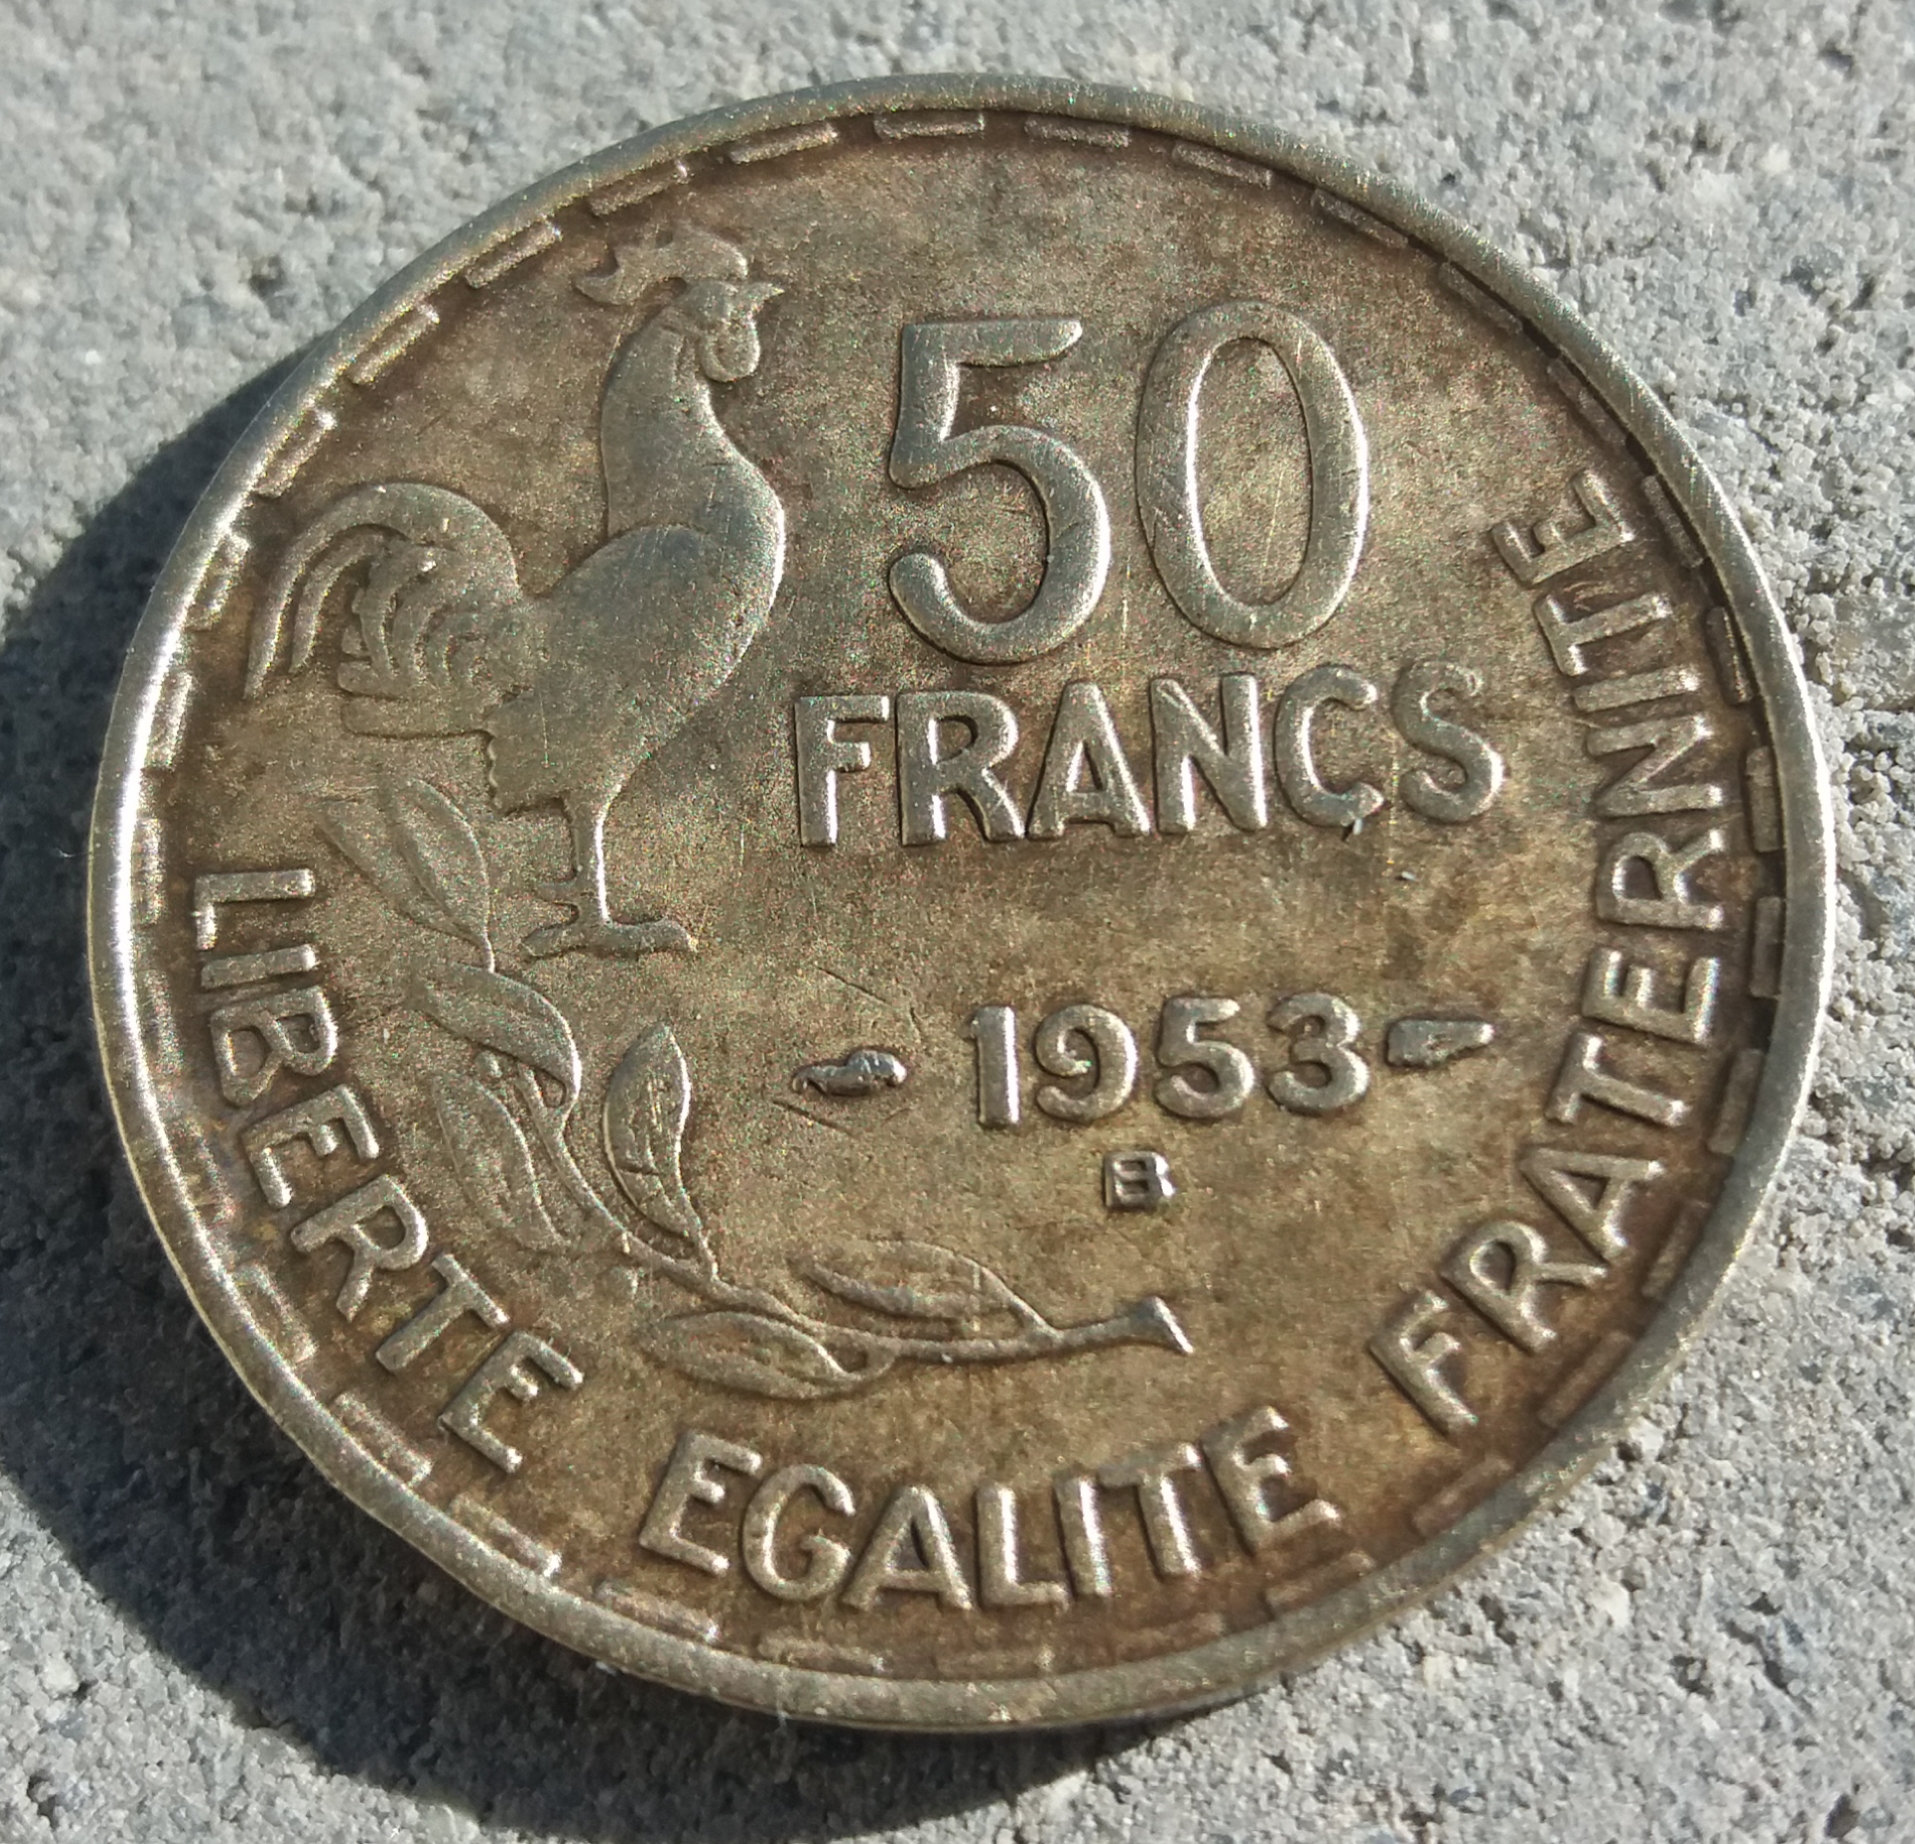 50
FRANCS
1953
B
LIBERTE EGALITE FRATERNITE